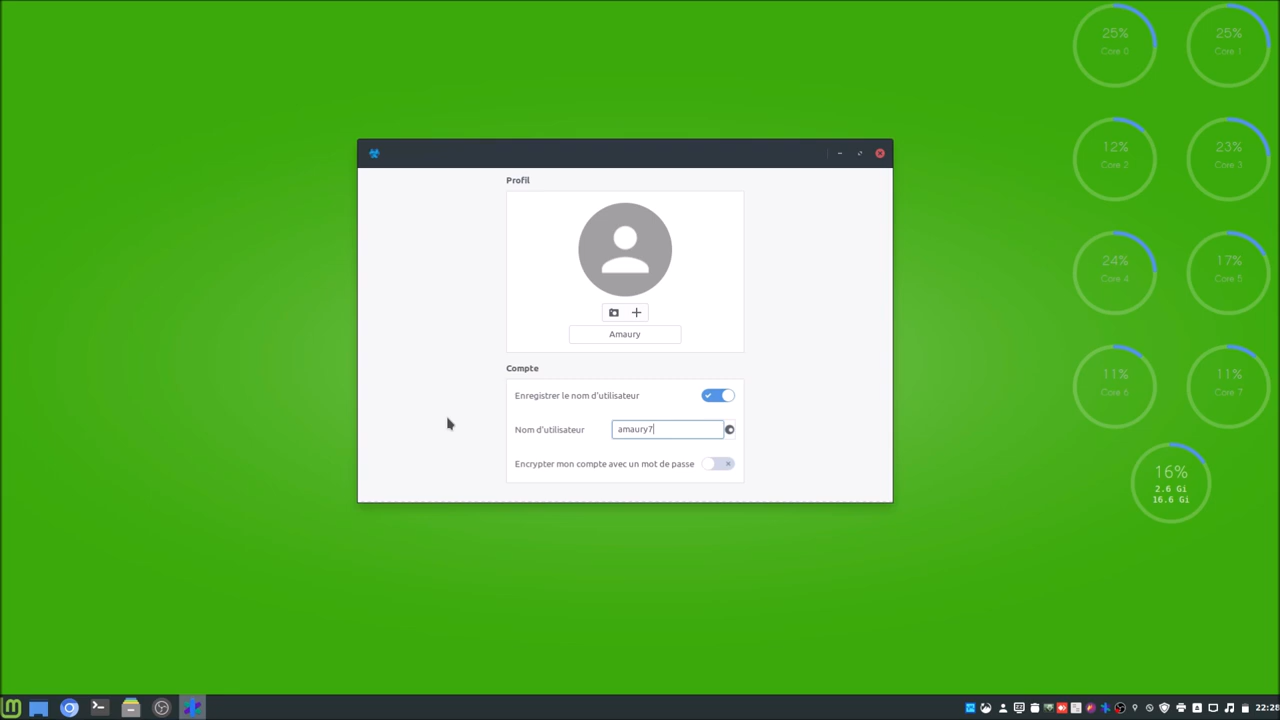 25%
Core 0
25%
Core 1
12%
Core 2
23%
Core 3
24%
Core 4
17%
Core 5
11%
Core 6
11%
Core 7
16%
2.6 Gi
16.6 Gi
Profil
Amaury
Compte
Enregistrer le nom d'utilisateur
Nom d'utilisateur
amaury7
Encrypter mon compte avec un mot de passe
22:28